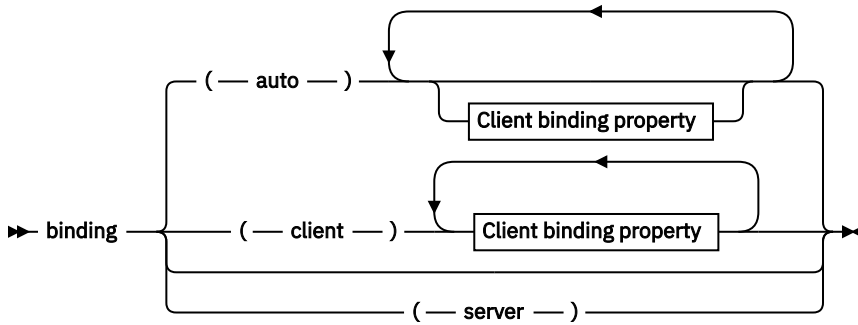 ( auto )
Client binding property
binding ( client ) Client binding property
( server )